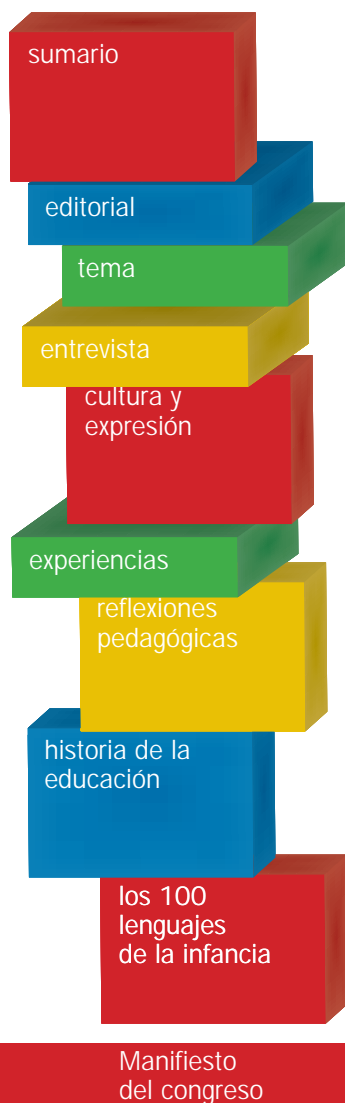 sumario
editorial
tema
entrevista
cultura y
expresión
experiencias
reflexiones
pedagógicas
historia de la
educación
los 100
lenguajes
de la infancia
Manifiesto
del congreso